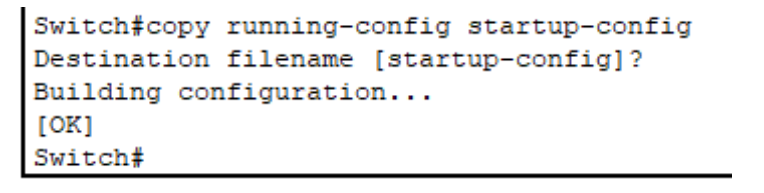 Switch#copy running-config startup-config
Destination filename [startup-config]?
Building configuration...
[OK]
Switch#